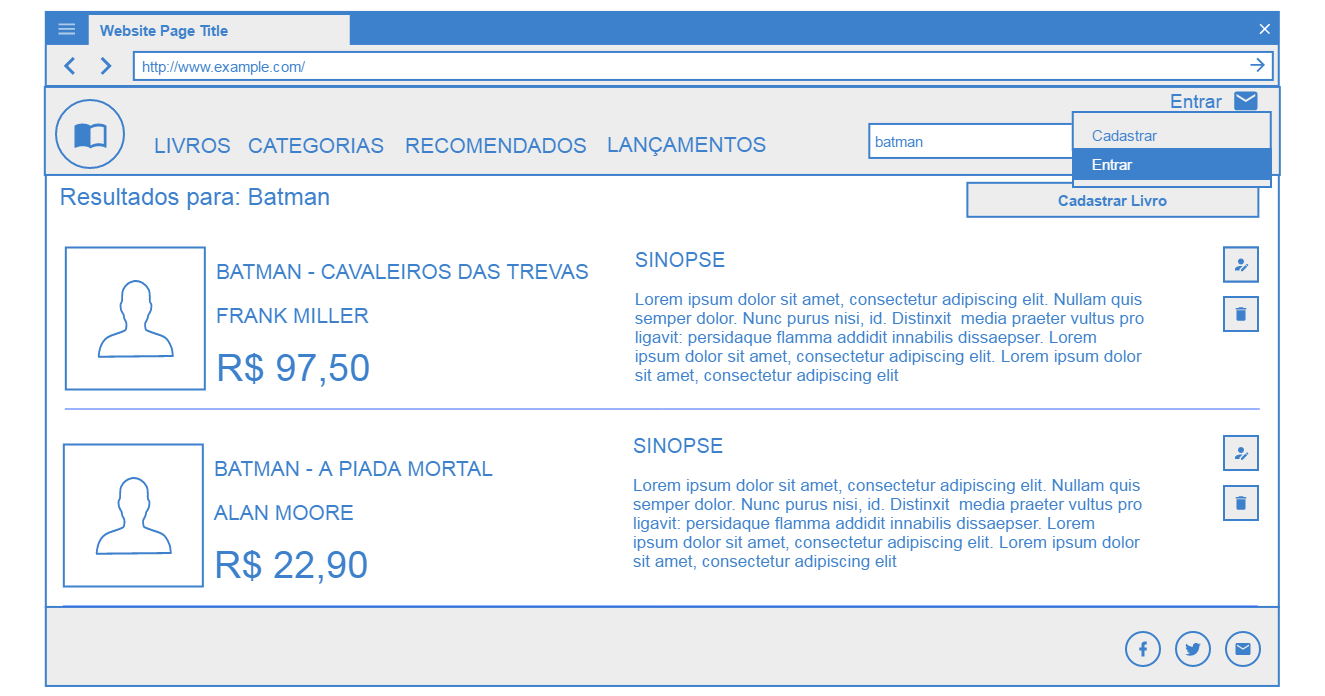 Website Page Title
http://www.example.com/
Entrar
LIVROS CATEGORIAS RECOMENDADOS LANÇAMENTOS
batman
Cadastrar
Entrar
Resultados para: Batman
Cadastrar Livro
BATMAN - CAVALEIROS DAS TREVAS
FRANK MILLER
R$ 97,50
SINOPSE
Lorem ipsum dolor sit amet, consectetur adipiscing elit. Nullam quis
semper dolor. Nunc purus nisi, id. Distinxit  media praeter vultus pro
ligavit: persidaque flamma addidit innabilis dissaepser. Lorem
ipsum dolor sit amet, consectetur adipiscing elit. Lorem ipsum dolor
sit amet, consectetur adipiscing elit
BATMAN - A PIADA MORTAL
ALAN MOORE
R$ 22,90
SINOPSE
Lorem ipsum dolor sit amet, consectetur adipiscing elit. Nullam quis
semper dolor. Nunc purus nisi, id. Distinxit  media praeter vultus pro
ligavit: persidaque flamma addidit innabilis dissaepser. Lorem
ipsum dolor sit amet, consectetur adipiscing elit. Lorem ipsum dolor
sit amet, consectetur adipiscing elit